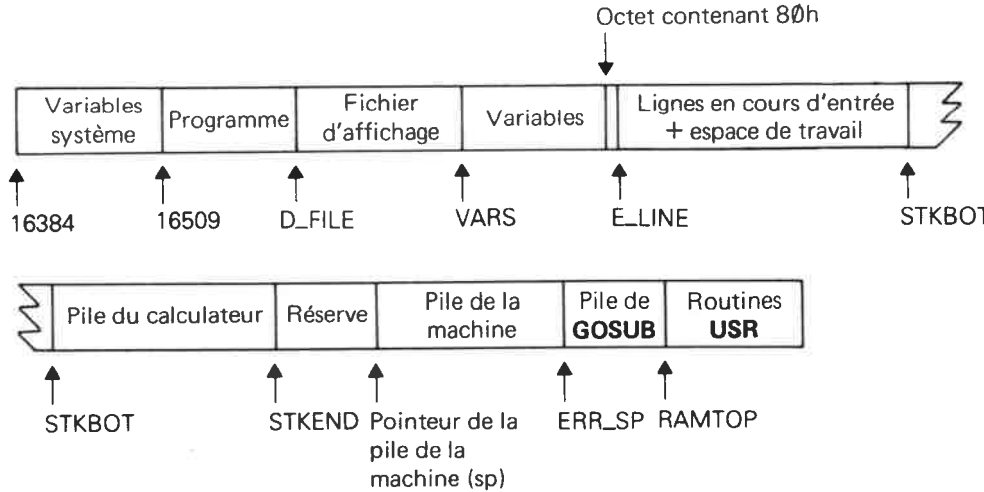 Octet contenant 80h
Variables
système
Programme
Fichier
d'affichage
Variables
Lignes en cours d'entrée
+ espace de travail
16384
16509
D_FILE
VARS
E_LINE
STKBOT
Pile du calculateur
Réserve
Pile de la
machine
Pile de
GOSUB
Routines
USR
STKBOT
STKEND
Pointeur de la
pile de la
machine (sp)
ERR_SP
RAMTOP